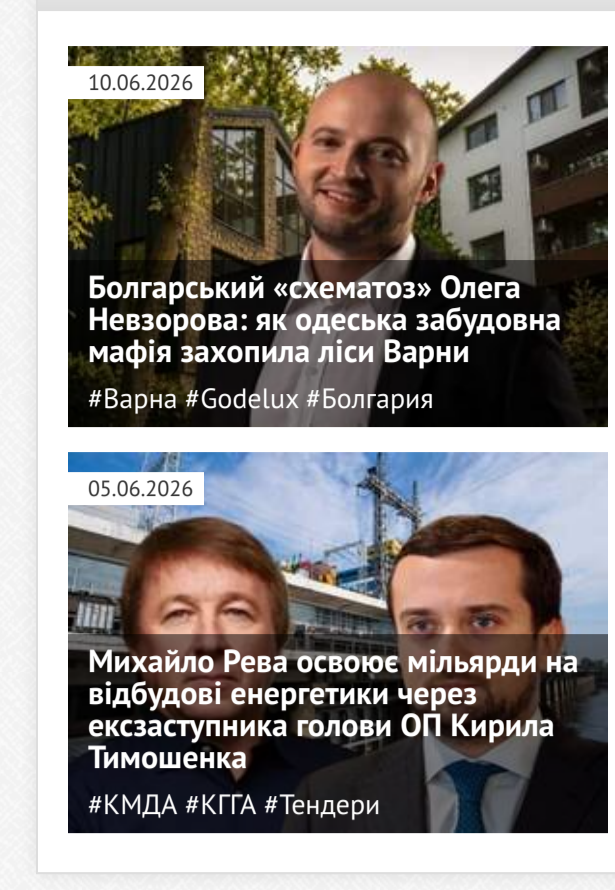 10.06.2026
Болгарський «схематоз» Олега
Невзорова: як одеська забудовна
мафія захопила ліси Варни
#Варна #Godelux #Болгария
05.06.2026
Михайло Рева освоює мільярди на
відбудові енергетики через
ексзаступника голови ОП Кирила
Тимошенка
#КМДА #КГГА #Тендери